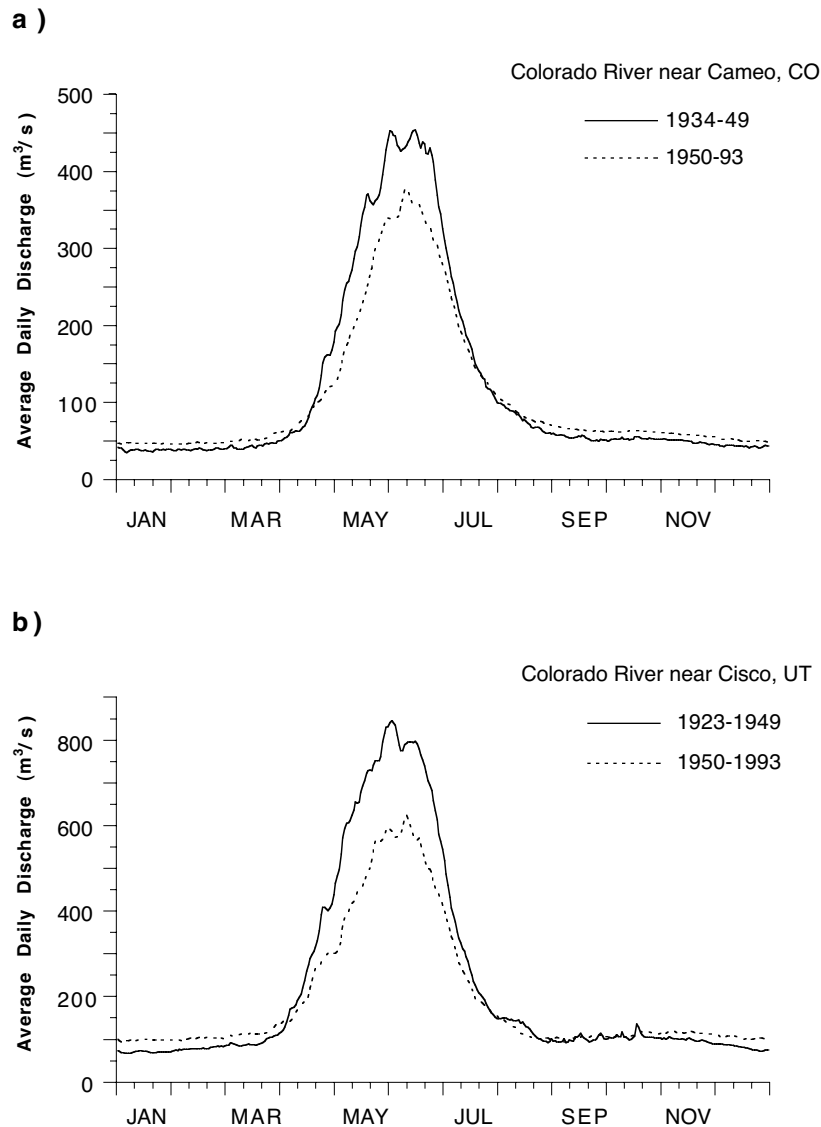 a )
Colorado River near Cameo, CO
1934-49
1950-93
Average Daily Discharge (m³/s)
500
400
300
200
100
0
JAN MAR MAY JUL SEP NOV
b )
Colorado River near Cisco, UT
1923-1949
1950-1993
Average Daily Discharge (m³/s)
800
600
400
200
0
JAN MAR MAY JUL SEP NOV